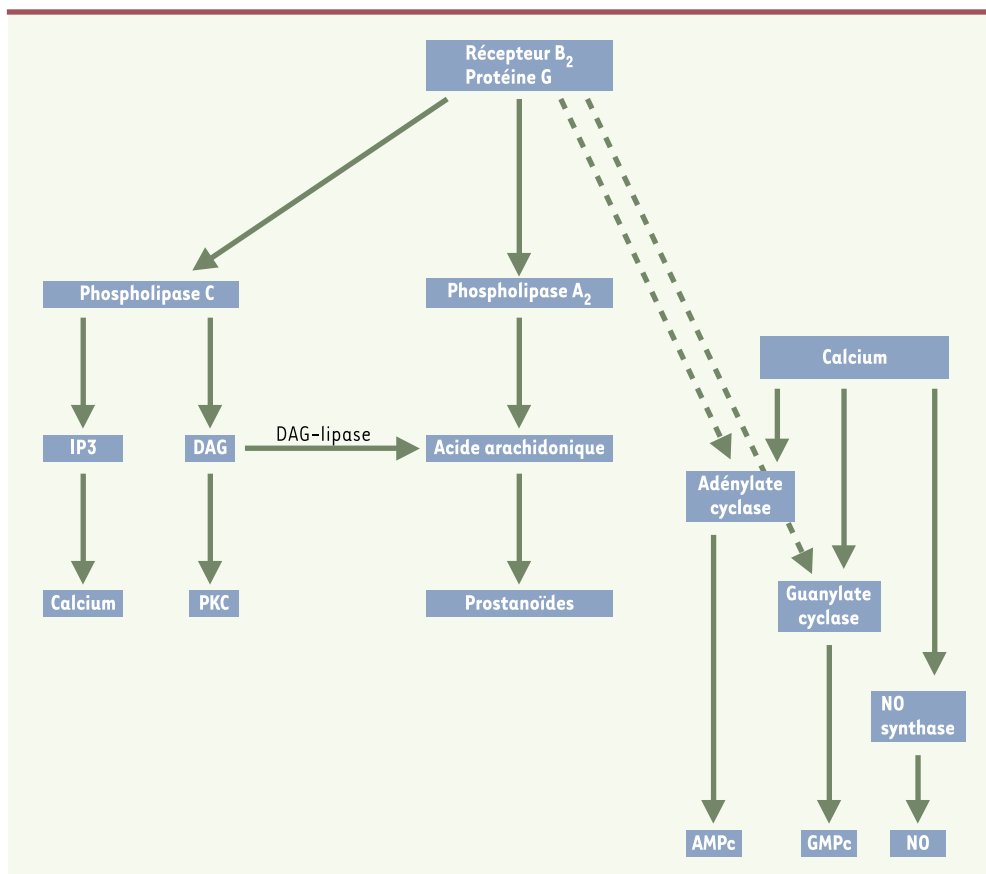 Récepteur B2
Protéine G
Phospholipase C
Phospholipase A2
Calcium
IP3
DAG
DAG-lipase
Acide arachidonique
Adénylate
cyclase
Calcium
PKC
Prostanoïdes
Guanylate
cyclase
NO
synthase
AMPc
GMPc
NO